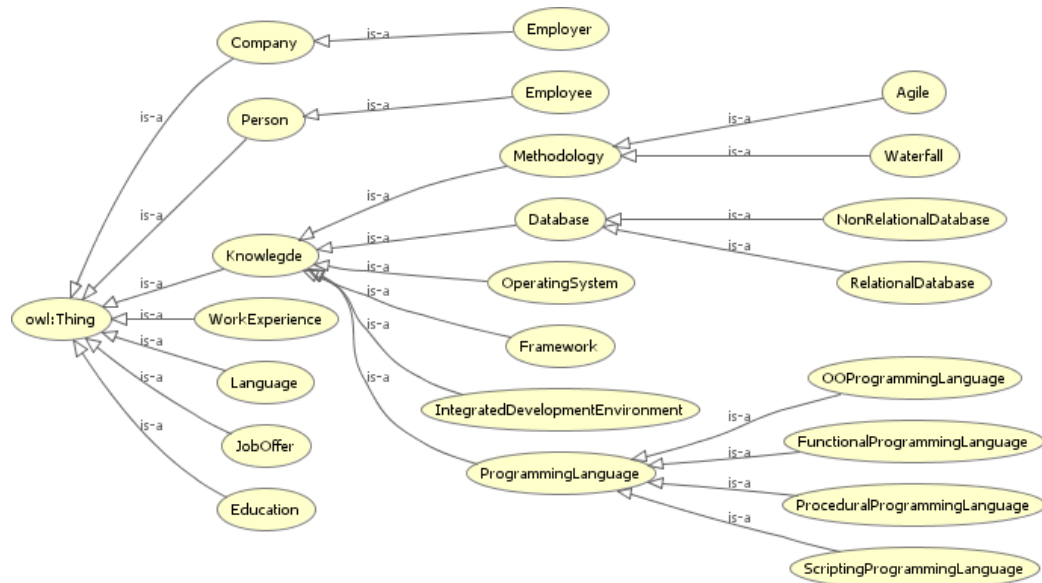 Company
is-a
Employer
Person
is-a
Employee
is-a
is-a
Methodology
is-a
Agile
is-a
Waterfall
is-a
Database
is-a
NonRelationalDatabase
is-a
RelationalDatabase
Knowlegde
is-a
is-a
OperatingSystem
is-a
Framework
owl:Thing
is-a
is-a
WorkExperience
is-a
Language
is-a
JobOffer
is-a
Education
is-a
IntegratedDevelopmentEnvironment
is-a
ProgrammingLanguage
is-a
OOProgrammingLanguage
is-a
FunctionalProgrammingLanguage
is-a
ProceduralProgrammingLanguage
is-a
ScriptingProgrammingLanguage